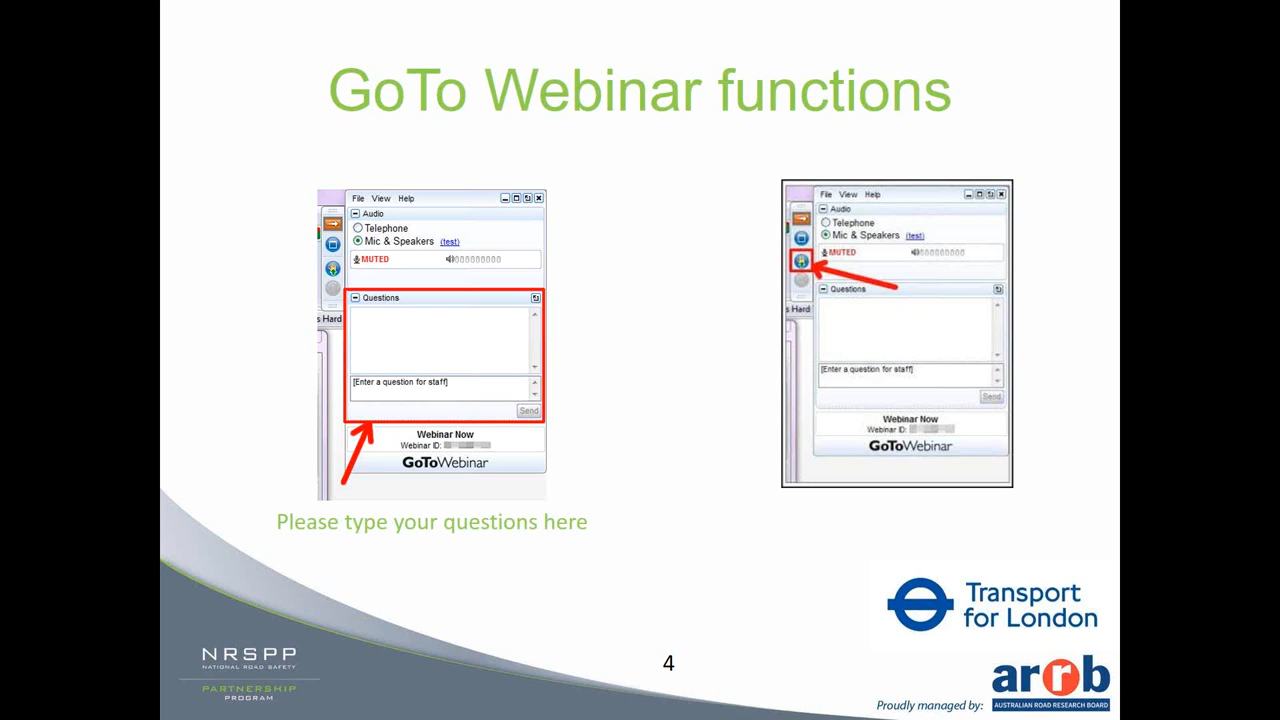 GoTo Webinar functions
File View Help
Audio
Telephone
Mic & Speakers (test)
MUTED
Questions
s Hard
[Enter a question for staff]
Send
Webinar Now
Webinar ID:
GoToWebinar
Please type your questions here
File View Help
Audio
Telephone
Mic & Speakers (test)
MUTED
Questions
s Hard
[Enter a question for staff]
Send
Webinar Now
Webinar ID:
GoToWebinar
Transport
for London
NRSPP
NATIONAL ROAD SAFETY
PARTNERSHIP
PROGRAM
4
Proudly managed by:
arrb
AUSTRALIAN ROAD RESEARCH BOARD